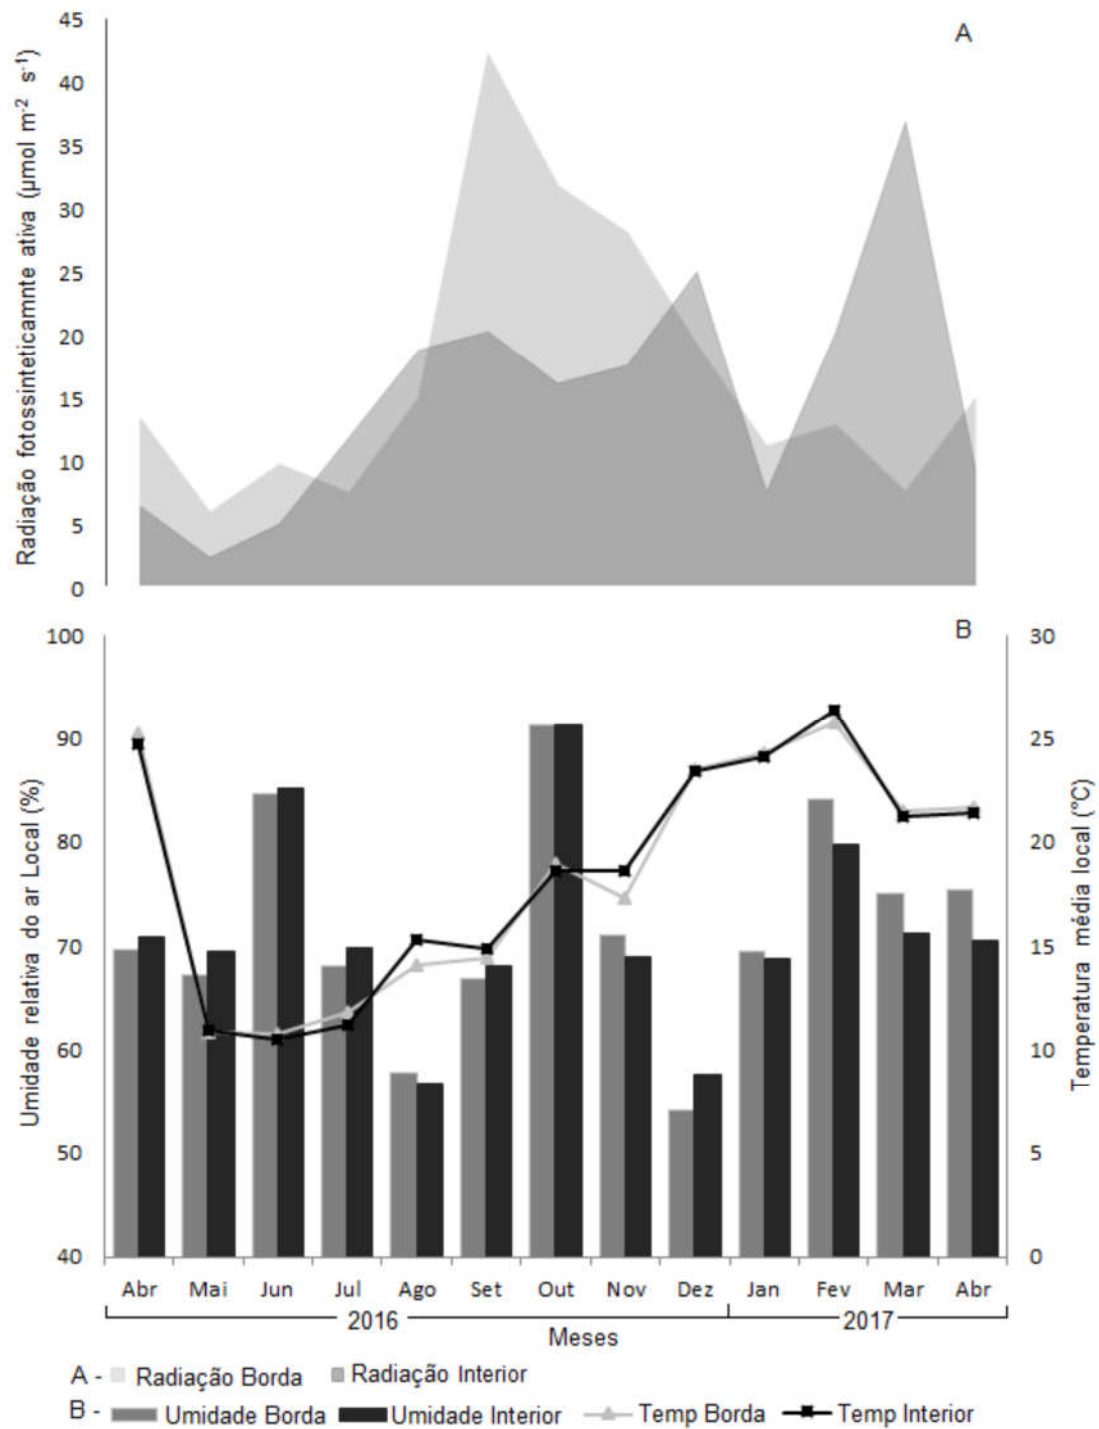 A
Radiação fotossinteticamnte ativa (µmol m-2 s-1)
45
40
35
30
25
20
15
10
5
0
B
Umidade relativa do ar Local (%)
100
90
80
70
60
50
40
30
25
20
15
10
5
0
Temperatura média local (°C)
Abr Mai Jun Jul Ago Set Out Nov Dez Jan Fev Mar Abr
2016 2017
Meses
A - Radiação Borda Radiação Interior
B - Umidade Borda Umidade Interior Temp Borda Temp Interior